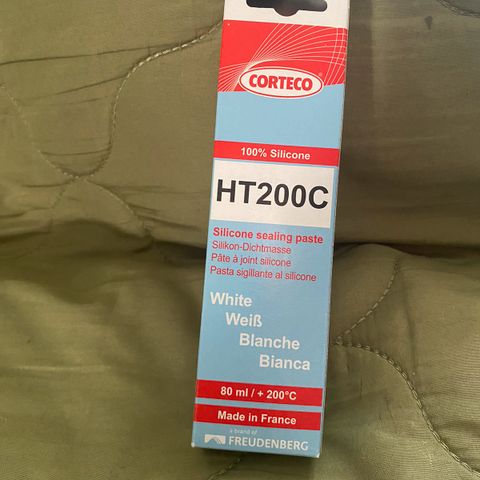 CORTECO
100% Silicone
HT200C
Silicone sealing paste
Silikon-Dichtmasse
Pâte à joint silicone
Pasta sigillante al silicone
White
Weiß
Blanche
Bianca
80 ml / + 200°C
Made in France
a brand of
FREUDENBERG